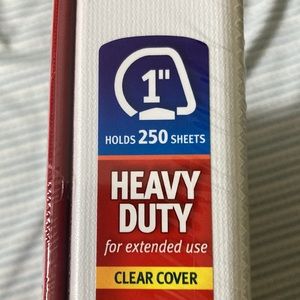 1"
HOLDS 250 SHEETS
HEAVY
DUTY
for extended use
CLEAR COVER